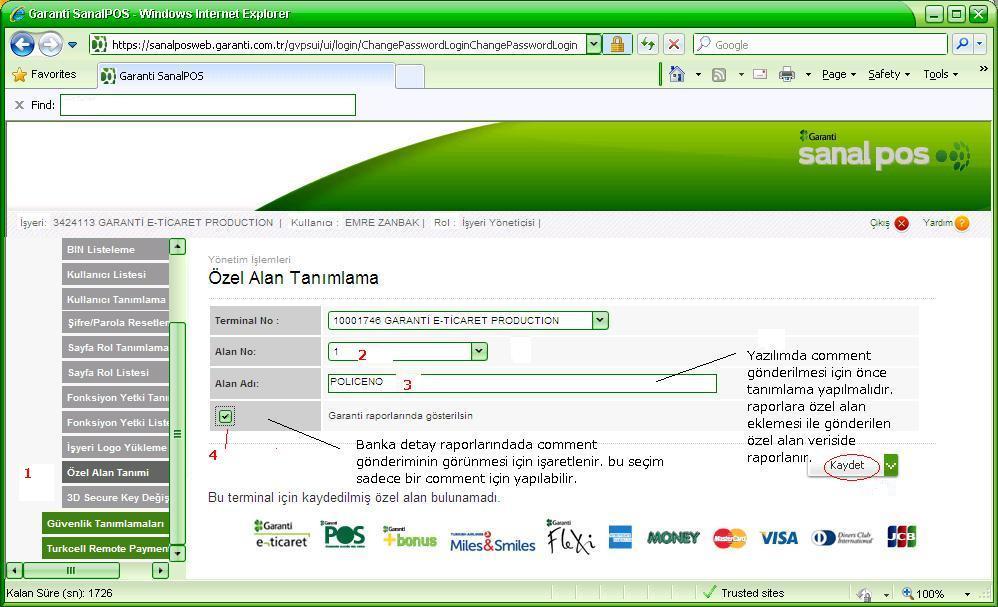 Garanti SanalPOS - Windows Internet Explorer
https://sanalposweb.garanti.com.tr/gvpsui/ui/login/ChangePasswordLoginChangePasswordLogin
Google
Favorites
Garanti SanalPOS
Page
Safety
Tools
Find:
Garanti
sanal pos
İşyeri: 3424113 GARANTİ E-TİCARET PRODUCTION | Kullanıcı : EMRE ZANBAK | Rol : İşyeri Yöneticisi |
Çıkış
Yardım
BIN Listeleme
Kullanıcı Listesi
Kullanıcı Tanımlama
Şifre/Parola Resetler
Sayfa Rol Tanımlama
Sayfa Rol Listesi
Fonksiyon Yetki Tanı
Fonksiyon Yetki Liste
İşyeri Logo Yükleme
1
Özel Alan Tanımi
3D Secure Key Değiş
Güvenlik Tanımlamaları
Turkcell Remote Paymen
Yönetim İşlemleri
Özel Alan Tanımlama
Terminal No :
10001746 GARANTİ E-TİCARET PRODUCTION
Alan No:
1
2
Alan Adı:
POLICENO
3
Garanti raporlarında gösterilsin
4
Yazılımda comment
gönderilmesi için önce
tanımlama yapılmalıdır.
raporlara özel alan
eklemesi ile gönderilen
özel alan veriside
raporlanır.
Banka detay raporlarındada comment
gönderiminin görünmesi için işaretlenir. bu seçim
sadece bir comment için yapılabilir.
Kaydet
Bu terminal için kaydedilmiş özel alan bulunamadı.
Garanti
e-ticaret
Garanti
POS
Garanti
+bonus
TURKISH AIRLINES
Miles&Smiles
Garanti
Flexi
MONEY
MasterCard
VISA
Diners Club
International
JCB
Kalan Süre (sn): 1726
Trusted sites
100%